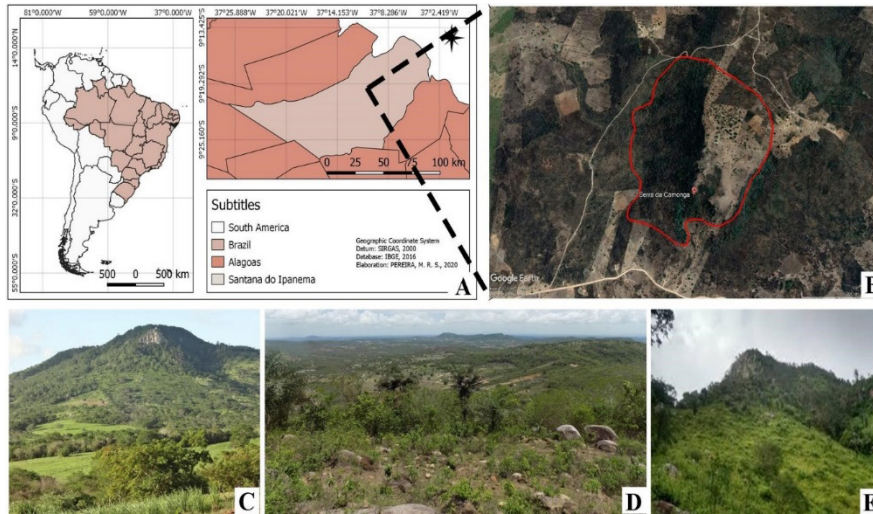 81°0.000'W 59°0.000'W 37°0.000'W
14°0.000'N
9°0.000'S
32°0.000'S
55°0.000'S
500 0 500 km
37°25.888'W 37°20.021'W 37°14.153'W 37°8.286'W 37°2.419'W
9°13.425'S
9°19.292'S
9°25.160'S
0 25 50 75 100 km
Subtitles
South America
Brazil
Alagoas
Santana do Ipanema
Geographic Coordinate System
Datum: SIRGAS, 2000
Database: IBGE, 2016
Elaboration: PEREIRA, M. R. S., 2020
A
Serra da Camonga
Google Earth
B
C
D
E